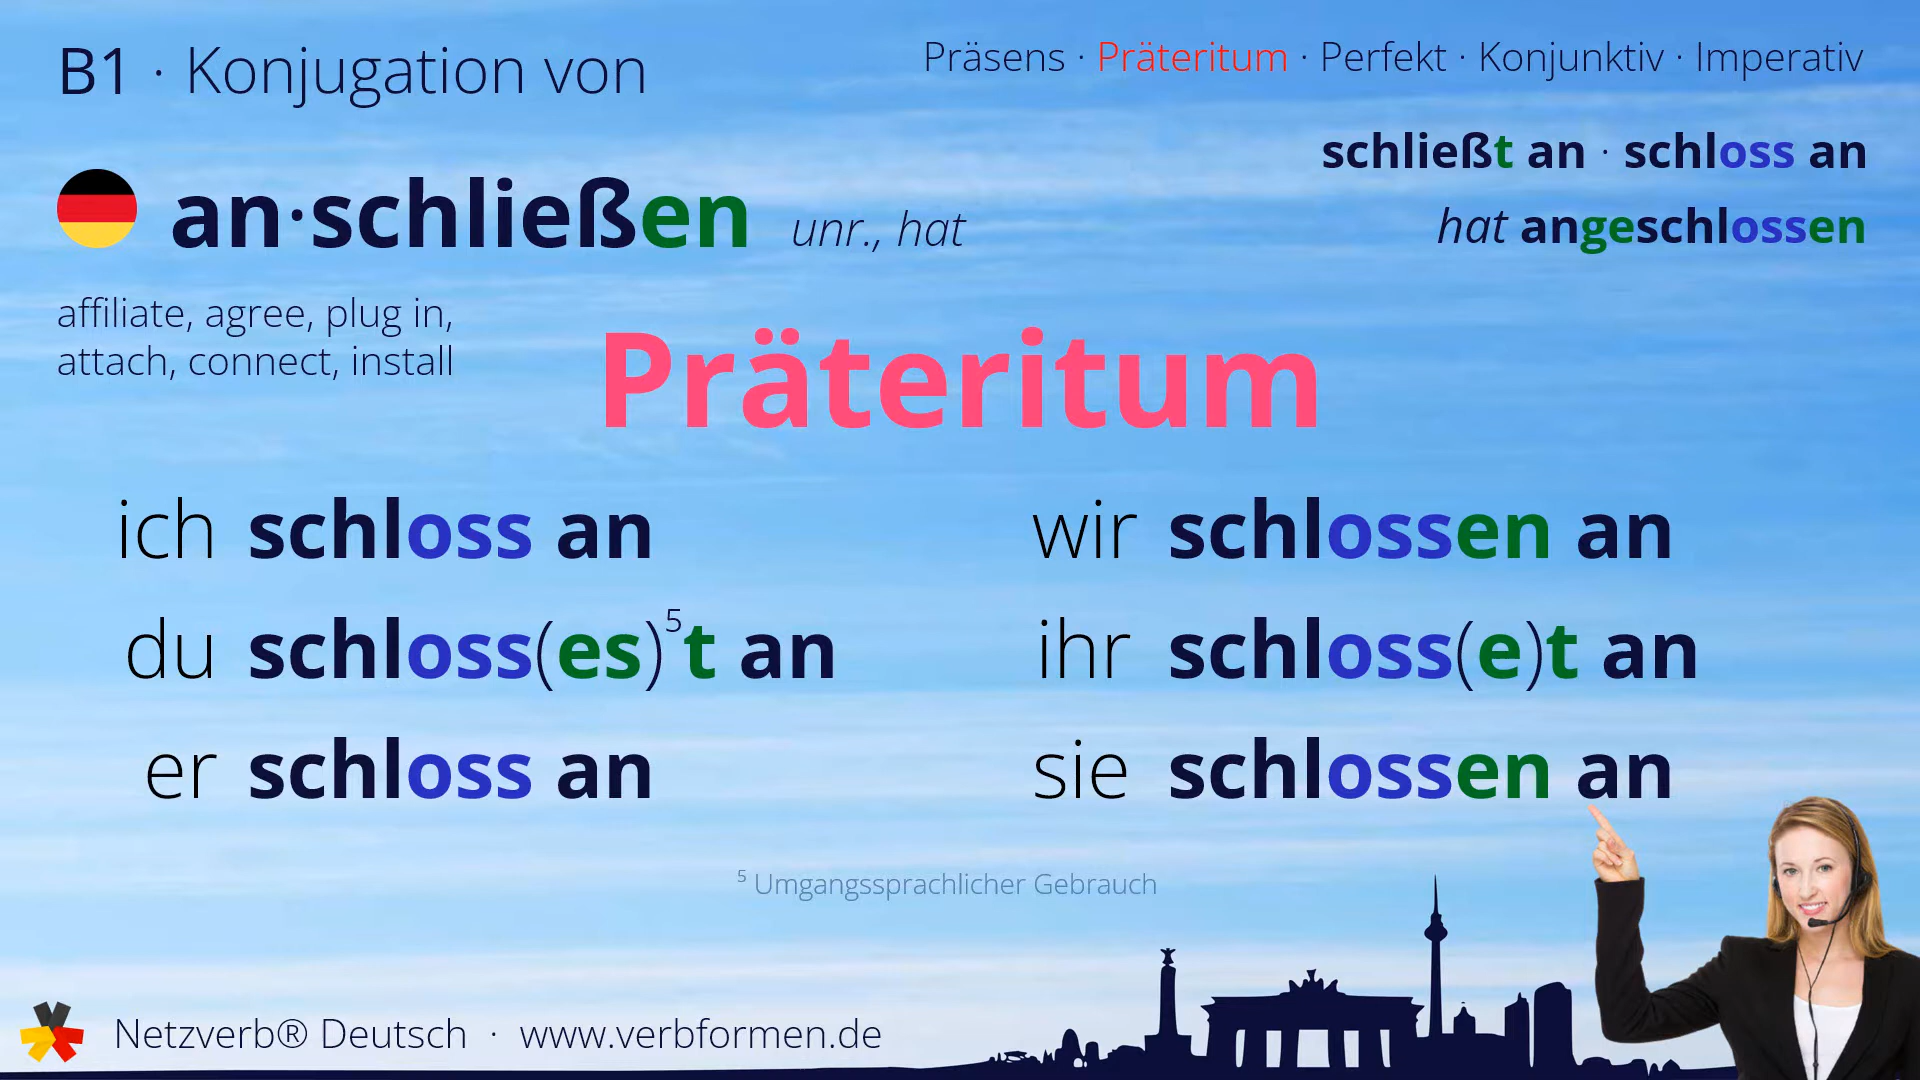 B1 · Konjugation von
Präsens · Präteritum · Perfekt · Konjunktiv · Imperativ
schließt an · schloss an
an·schließen unr., hat
hat angeschlossen
affiliate, agree, plug in,
attach, connect, install
Präteritum
ich schloss an
wir schlossen an
du schloss(es)⁵t an
ihr schloss(e)t an
er schloss an
sie schlossen an
⁵ Umgangssprachlicher Gebrauch
Netzverb® Deutsch · www.verbformen.de